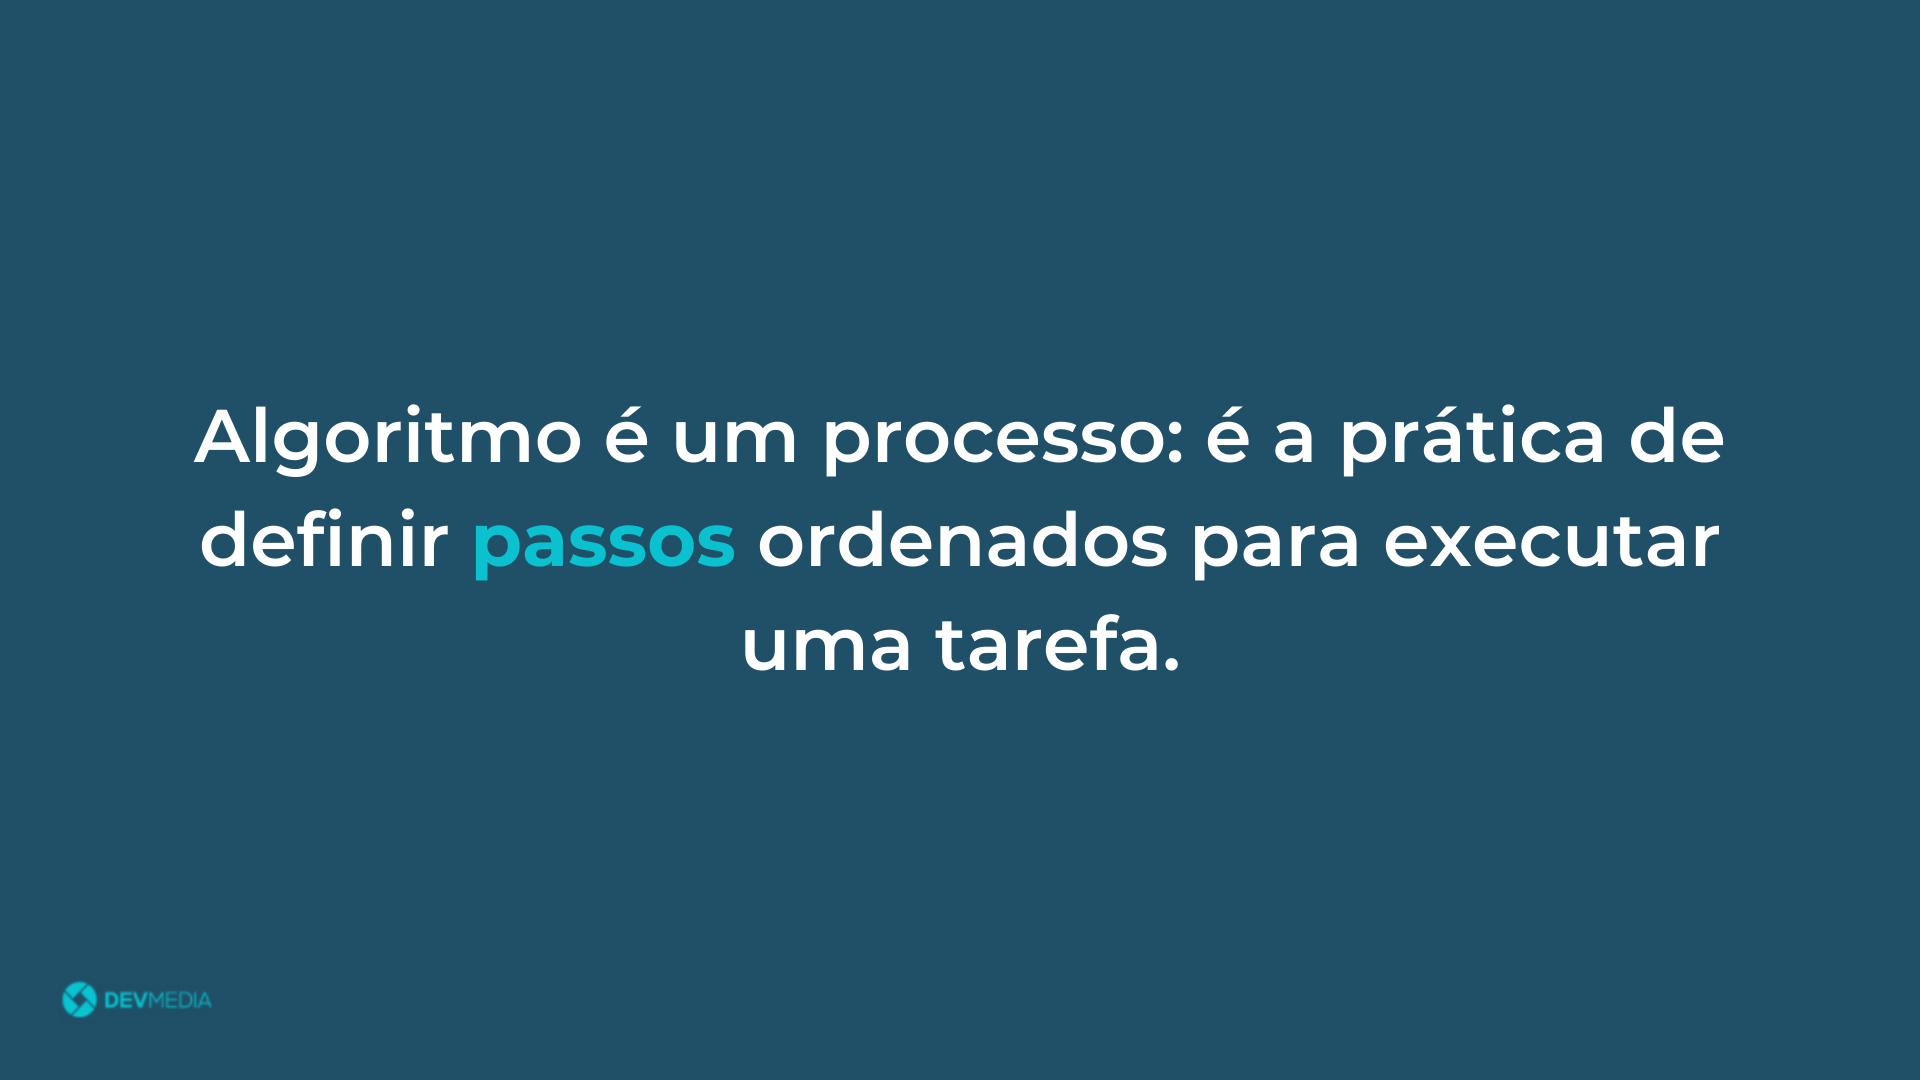 Algoritmo é um processo: é a prática de
definir passos ordenados para executar
uma tarefa.
DEVMEDIA